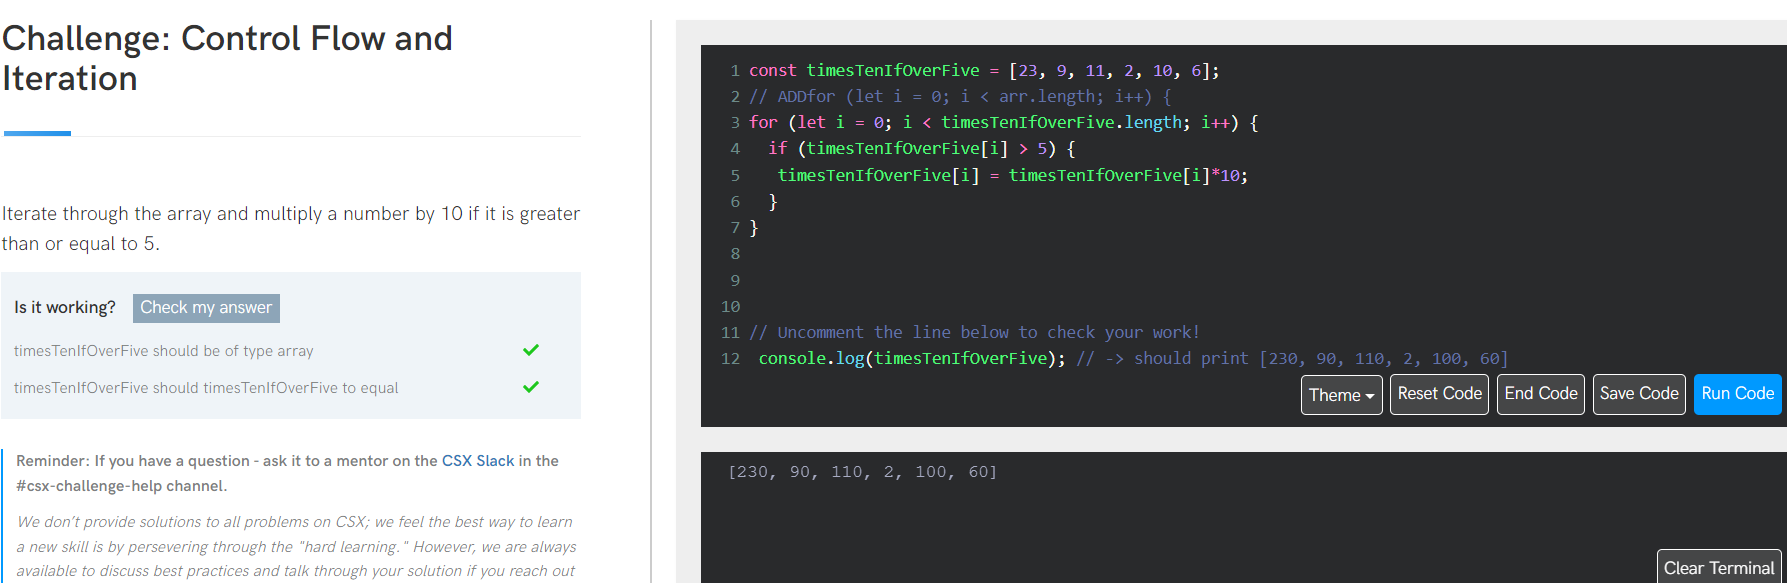 Challenge: Control Flow and
Iteration
Iterate through the array and multiply a number by 10 if it is greater
than or equal to 5.
Is it working? Check my answer
timesTenIfOverFive should be of type array
timesTenIfOverFive should timesTenIfOverFive to equal
Reminder: If you have a question - ask it to a mentor on the CSX Slack in the
#csx-challenge-help channel.
We don't provide solutions to all problems on CSX; we feel the best way to learn
a new skill is by persevering through the "hard learning." However, we are always
available to discuss best practices and talk through your solution if you reach out
1 const timesTenIfOverFive = [23, 9, 11, 2, 10, 6];
2 // ADDfor (let i = 0; i < arr.length; i++) {
3 for (let i = 0; i < timesTenIfOverFive.length; i++) {
4   if (timesTenIfOverFive[i] > 5) {
5    timesTenIfOverFive[i] = timesTenIfOverFive[i]*10;
6   }
7 }
8
9
10
11 // Uncomment the line below to check your work!
12  console.log(timesTenIfOverFive); // -> should print [230, 90, 110, 2, 100, 60]
Theme Reset Code End Code Save Code Run Code
[230, 90, 110, 2, 100, 60]
Clear Terminal